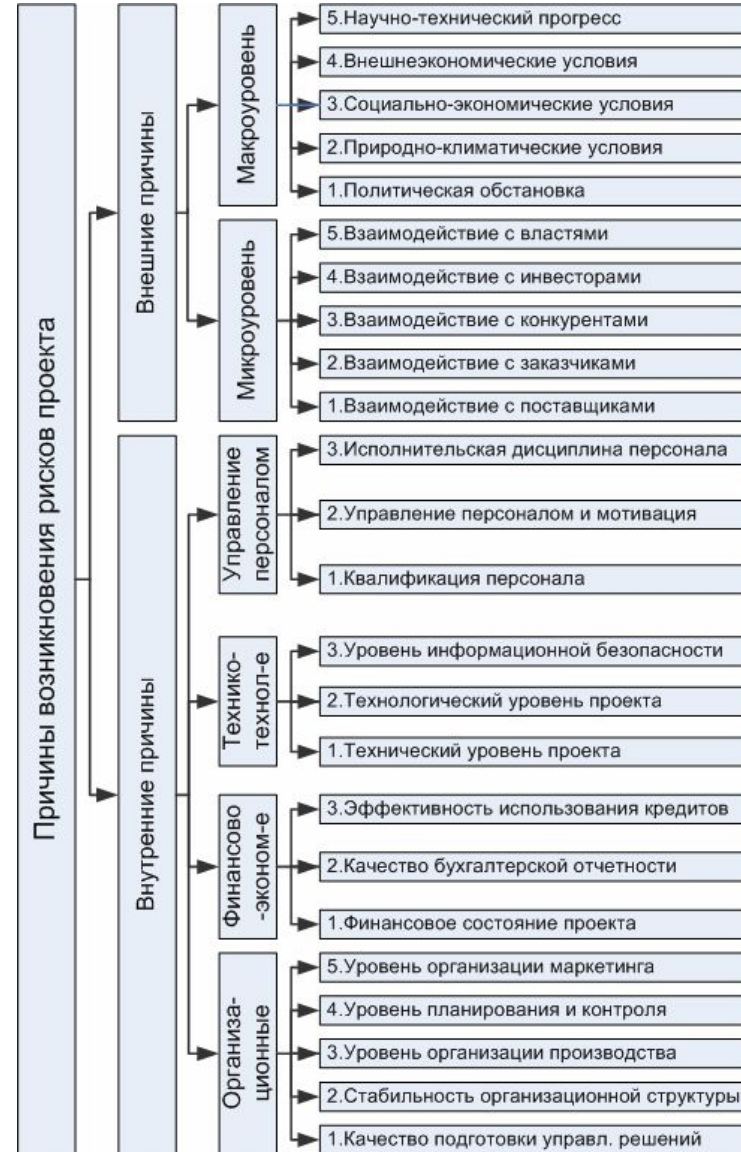 Причины возникновения рисков проекта
Внешние причины
Макроуровень
5.Научно-технический прогресс
4.Внешнеэкономические условия
3.Социально-экономические условия
2.Природно-климатические условия
1.Политическая обстановка
Микроуровень
5.Взаимодействие с властями
4.Взаимодействие с инвесторами
3.Взаимодействие с конкурентами
2.Взаимодействие с заказчиками
1.Взаимодействие с поставщиками
Внутренние причины
Управление
персоналом
3.Исполнительская дисциплина персонала
2.Управление персоналом и мотивация
1.Квалификация персонала
Технико-
технол-е
3.Уровень информационной безопасности
2.Технологический уровень проекта
1.Технический уровень проекта
Финансово
-эконом-е
3.Эффективность использования кредитов
2.Качество бухгалтерской отчетности
1.Финансовое состояние проекта
Организа-
ционные
5.Уровень организации маркетинга
4.Уровень планирования и контроля
3.Уровень организации производства
2.Стабильность организационной структуры
1.Качество подготовки управл. решений